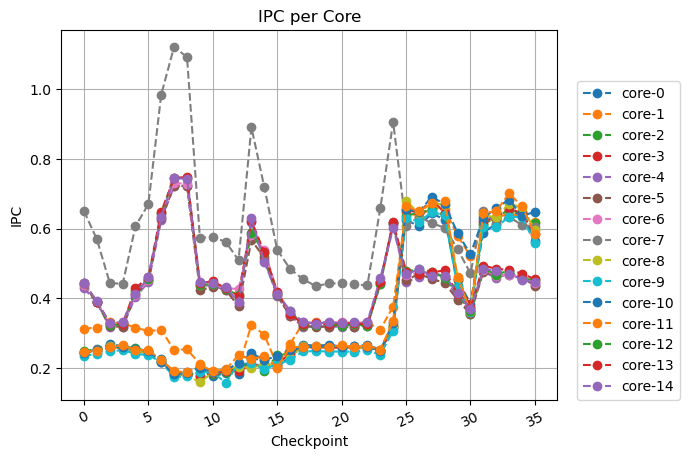 IPC per Core
IPC
1.0
0.8
0.6
0.4
0.2
0
5
10
15
20
25
30
35
Checkpoint
core-0
core-1
core-2
core-3
core-4
core-5
core-6
core-7
core-8
core-9
core-10
core-11
core-12
core-13
core-14